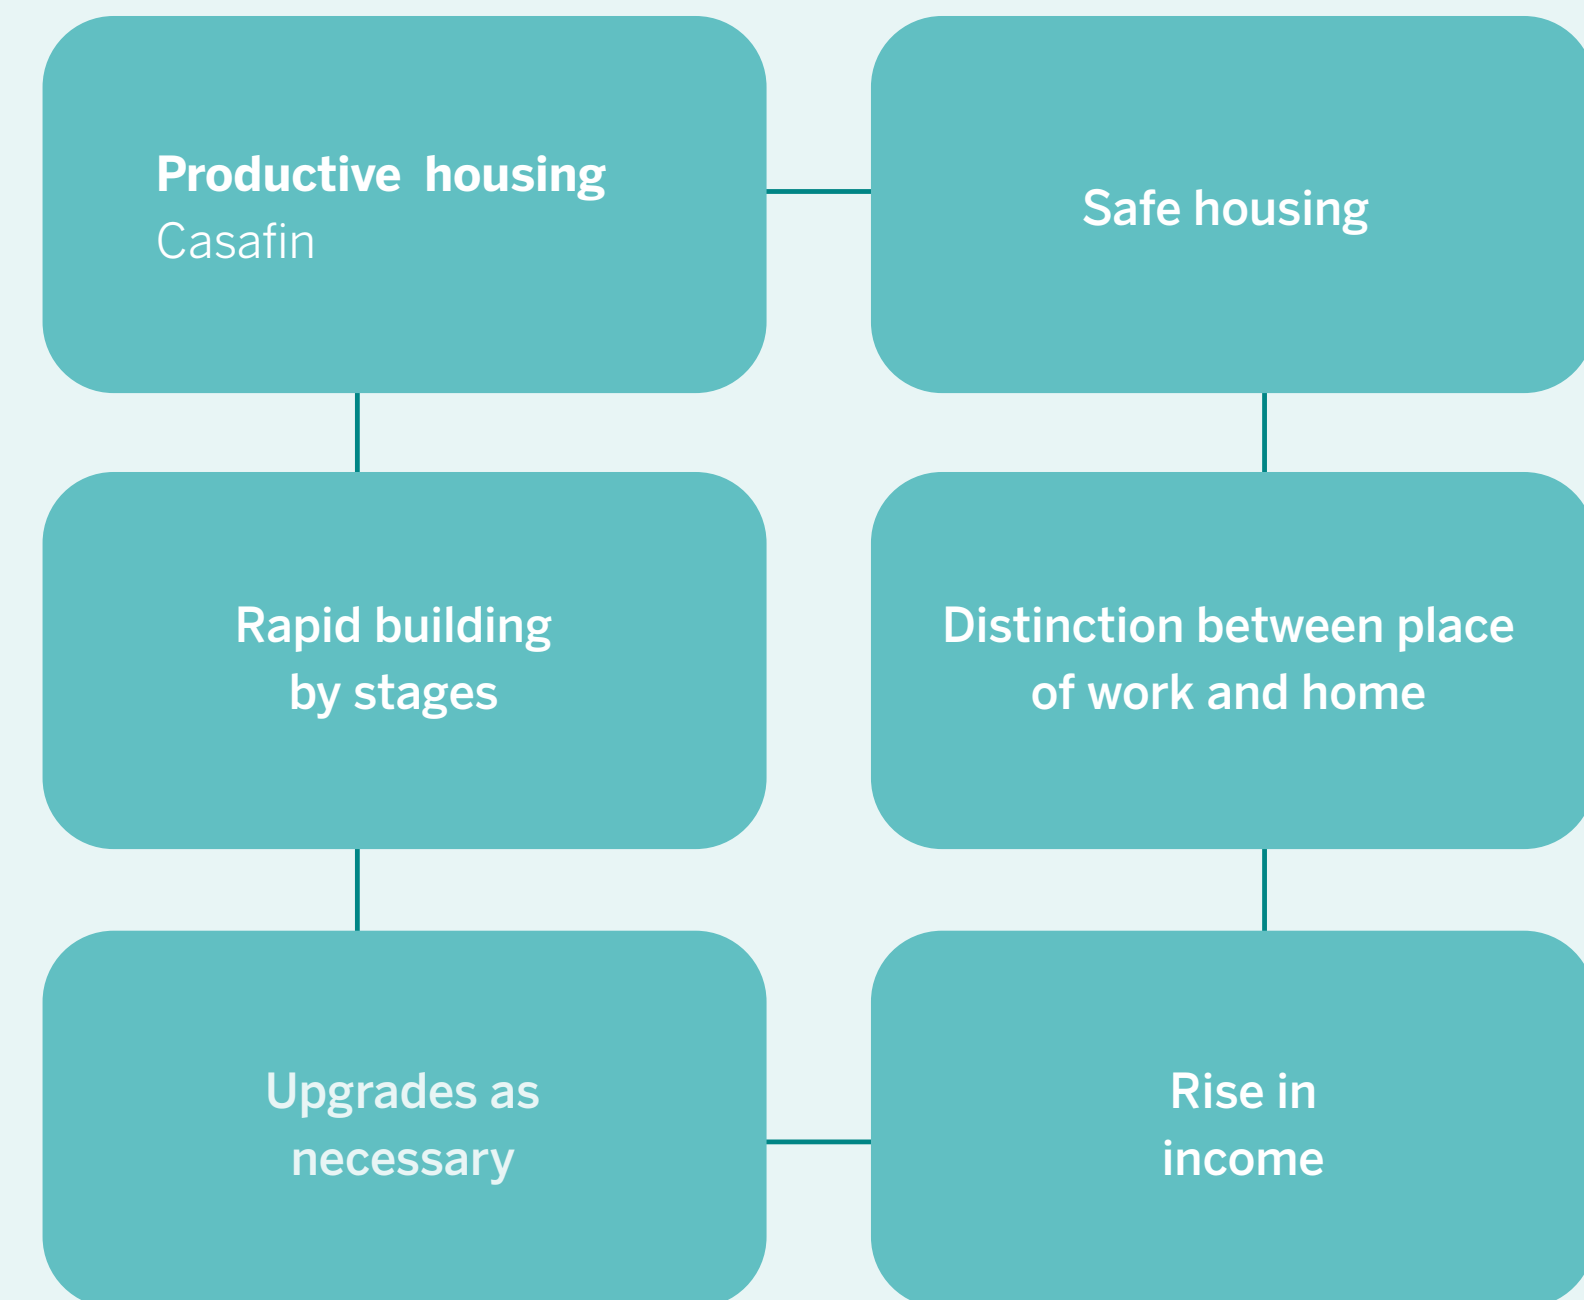 Productive housing
Casafin
Safe housing
Rapid building
by stages
Distinction between place
of work and home
Upgrades as
necessary
Rise in
income